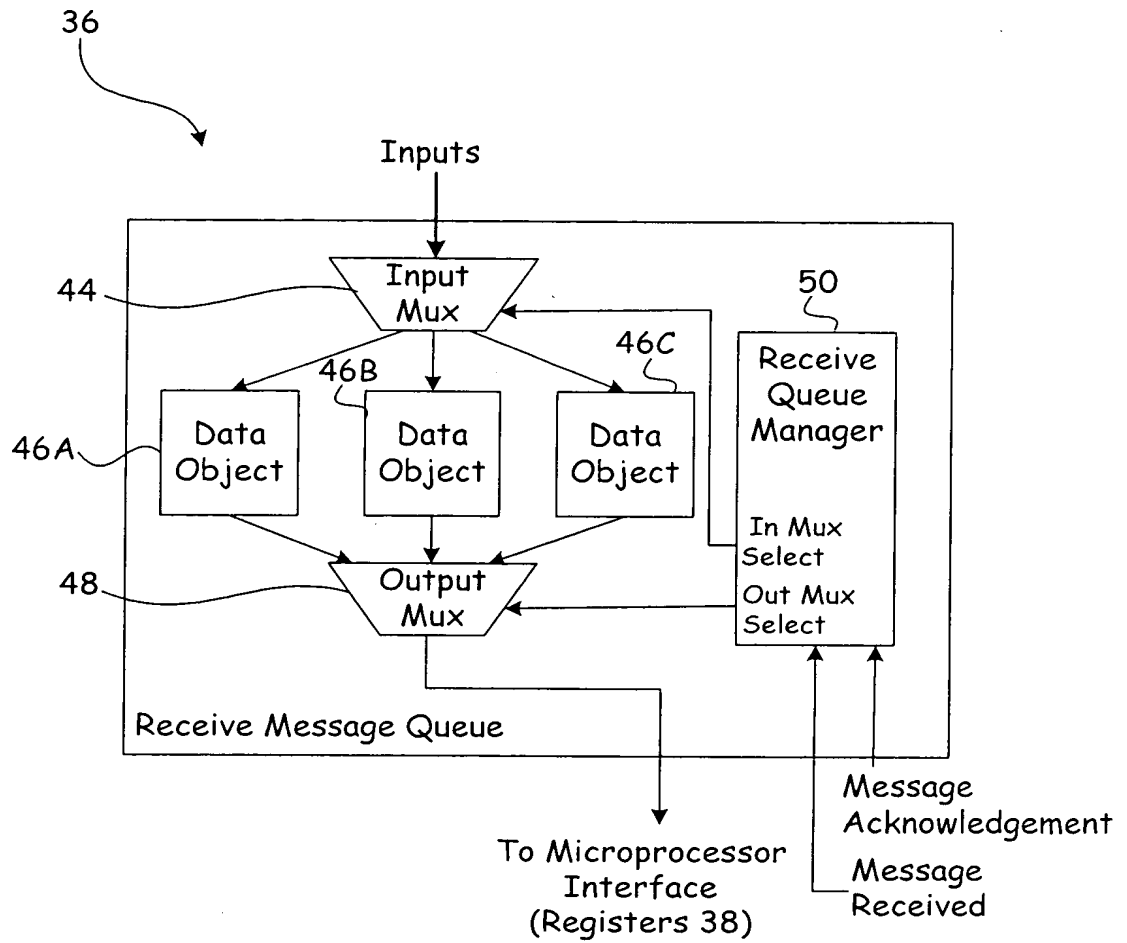 36
Inputs
44
Input
Mux
50
46A
46B
46C
Data
Object
Data
Object
Data
Object
Receive
Queue
Manager
In Mux
Select
Out Mux
Select
48
Output
Mux
Receive Message Queue
Message
Acknowledgement
Message
Received
To Microprocessor
Interface
(Registers 38)